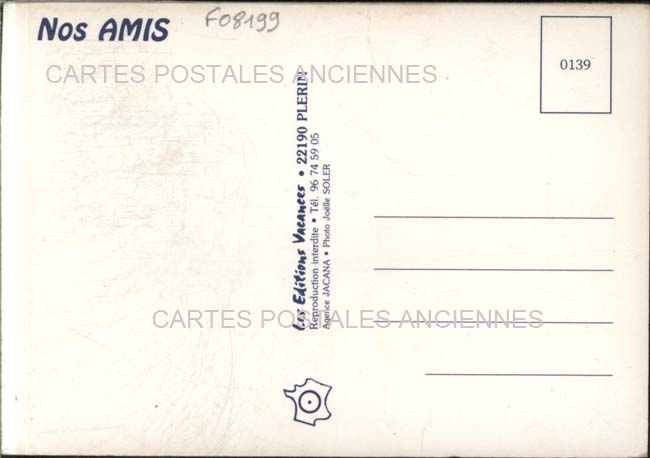 Nos AMIS
F08199
CARTES POSTALES ANCIENNES
0139
Les Editions Vacances • 22190 PLERIN
Reproduction interdite • Tél. 96 74 59 05
Agence JACANA • Photo Joëlle SOLER
CARTES POSTALES ANCIENNES